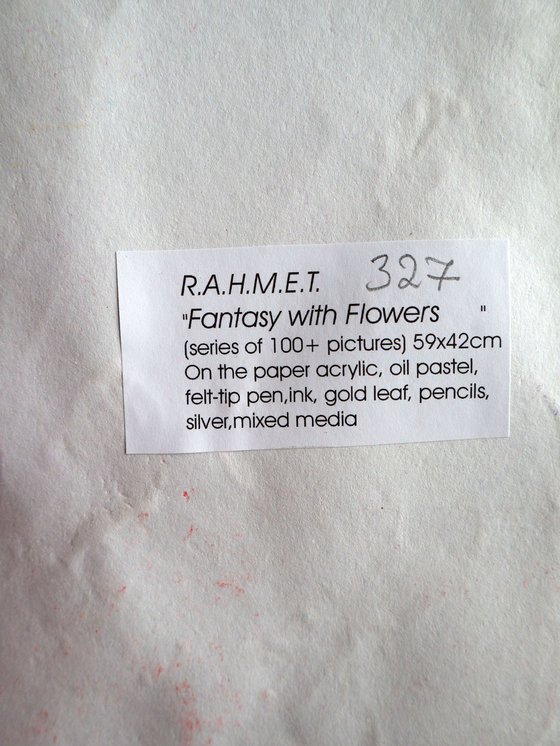 R.A.H.M.E.T. 327
"Fantasy with Flowers "
(series of 100+ pictures) 59x42cm
On the paper acrylic, oil pastel,
felt-tip pen,ink, gold leaf, pencils,
silver,mixed media